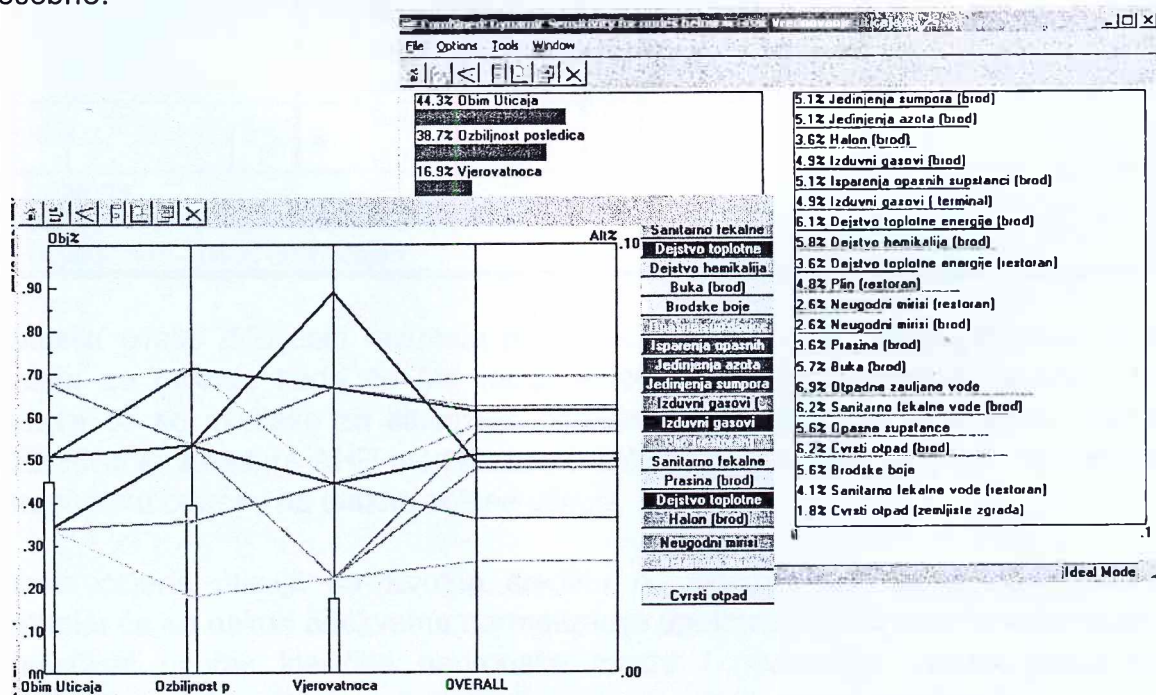 osobno.
Combined: Dynamic Sensitivity for nodes below
File Options Tools Window
44.3% Obim Uticaja
38.7% Ozbiljnost posledica
16.9% Vjerovatnoca
5.1% Jedinjenja sumpora (brod)
5.1% Jedinjenja azota (brod)
3.6% Halon (brod)
4.9% Izduvni gasovi (brod)
5.1% Isparenja opasnih supstanci (brod)
4.9% Izduvni gasovi ( terminal)
6.1% Dejstvo toplotne energije (brod)
5.8% Dejstvo hemikalija (brod)
3.6% Dejstvo toplotne energije (restoran)
4.8% Plin (restoran)
2.6% Neugodni mirisi (restoran)
2.6% Neugodni mirisi (brod)
3.6% Prasina (brod)
5.7% Buka (brod)
6.9% Otpadne zauljane vode
6.2% Sanitarno fekalne vode (brod)
5.6% Opasne supstance
6.2% Cvrsti otpad (brod)
5.6% Brodske boje
4.1% Sanitarno fekalne vode (restoran)
1.8% Cvrsti otpad (zemljiste zgrada)
.1
Ideal Mode
Obj%
Alt%
.10
.90
.80
.70
.60
.50
.40
.30
.20
.10
.00
Obim Uticaja
Ozbiljnost p
Vjerovatnoca
OVERALL
.00
Sanitarno fekalne
Dejstvo toplotne
Dejstvo hemikalija
Buka (brod)
Brodske boje
Isparenja opasnih
Jedinjenja azota
Jedinjenja sumpora
Izduvni gasovi (
Izduvni gasovi
Sanitarno fekalne
Prasina (brod)
Dejstvo toplotne
Halon (brod)
Neugodni mirisi
Cvrsti otpad